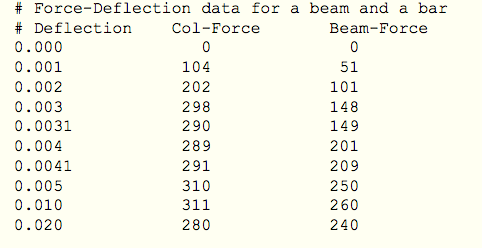 # Force-Deflection data for a beam and a bar
# Deflection Col-Force Beam-Force
0.000 0 0
0.001 104 51
0.002 202 101
0.003 298 148
0.0031 290 149
0.004 289 201
0.0041 291 209
0.005 310 250
0.010 311 260
0.020 280 240